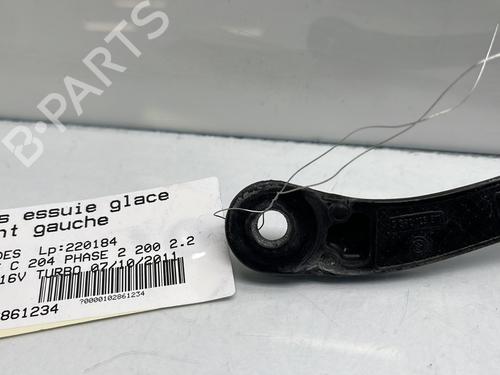 B-PARTS
s essuie glace
nt gauche
DES Lp:220184
C 204 PHASE 2 200 2.2
16V TURBO 07/10/2011
?0000102861234
861234